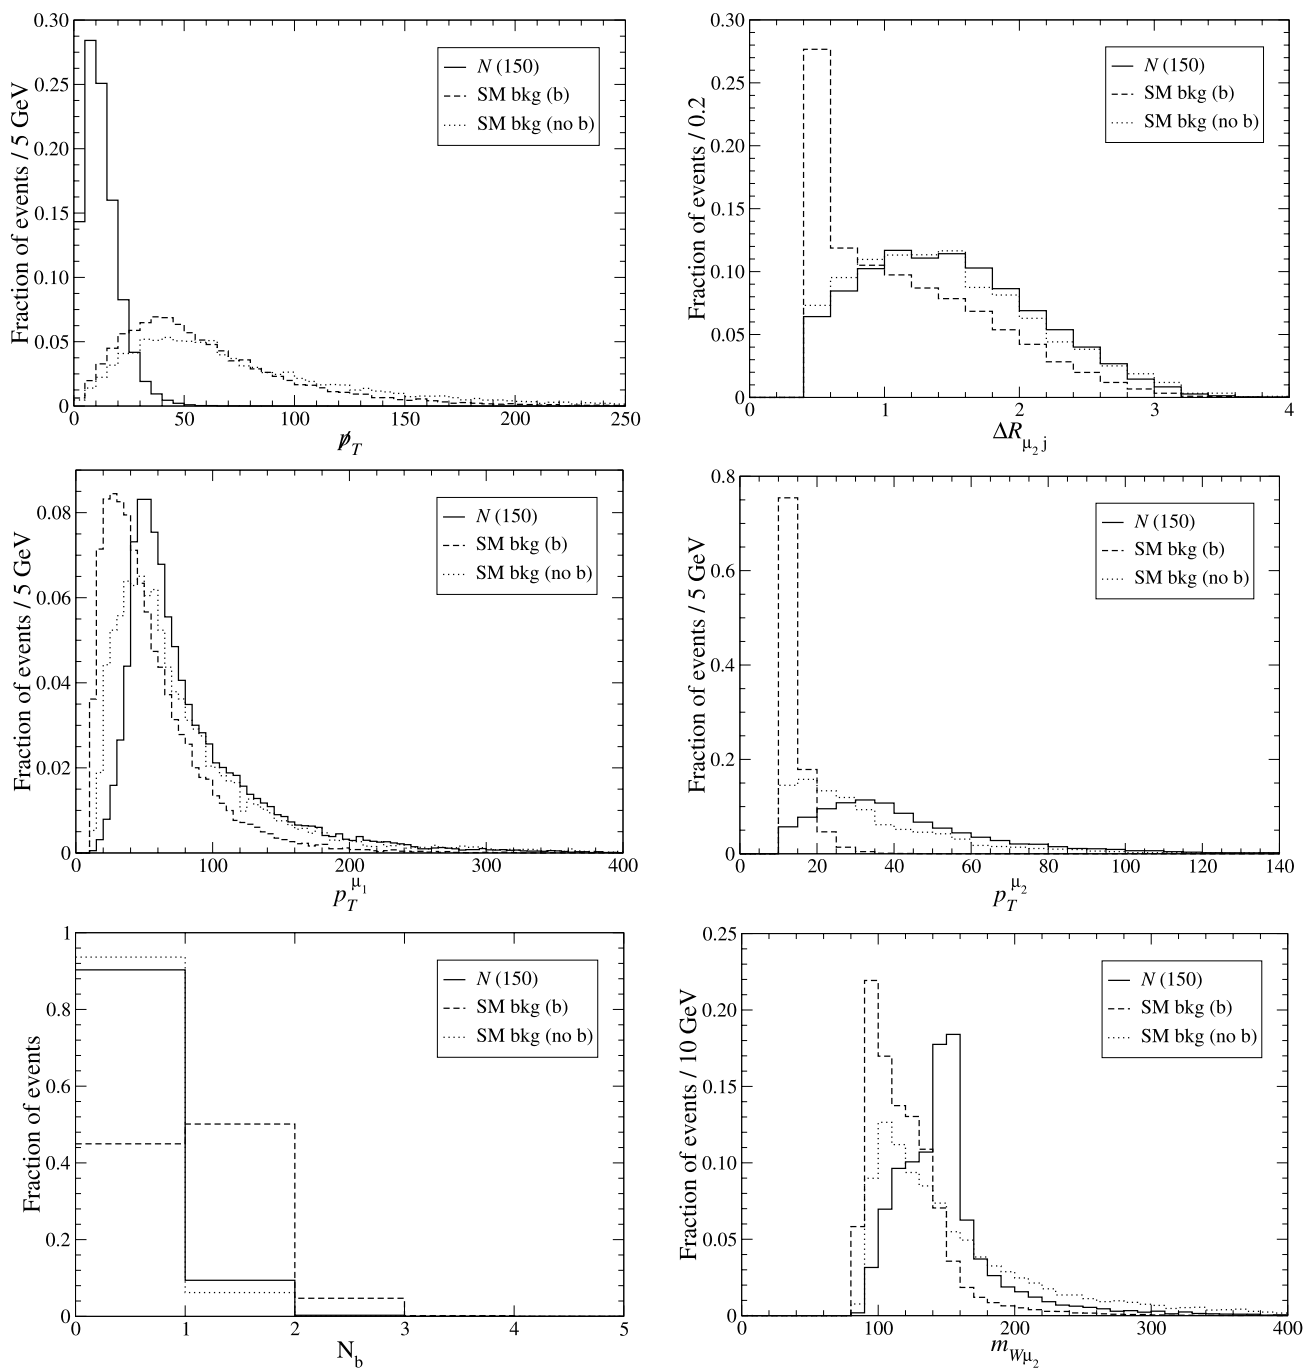 0.30
0.25
0.20
0.15
0.10
0.05
0
Fraction of events / 5 GeV
N (150)
SM bkg (b)
SM bkg (no b)
0 50 100 150 200 250
p̸_T
0.30
0.25
0.20
0.15
0.10
0.05
0
Fraction of events / 0.2
N (150)
SM bkg (b)
SM bkg (no b)
0 1 2 3 4
ΔR_μ₂ j
0.08
0.06
0.04
0.02
0
Fraction of events / 5 GeV
N (150)
SM bkg (b)
SM bkg (no b)
0 100 200 300 400
p_T^μ₁
0.8
0.6
0.4
0.2
0
Fraction of events / 5 GeV
N (150)
SM bkg (b)
SM bkg (no b)
0 20 40 60 80 100 120 140
p_T^μ₂
1
0.8
0.6
0.4
0.2
0
Fraction of events
N (150)
SM bkg (b)
SM bkg (no b)
0 1 2 3 4 5
N_b
0.25
0.20
0.15
0.10
0.05
0
Fraction of events / 10 GeV
N (150)
SM bkg (b)
SM bkg (no b)
0 100 200 300 400
m_Wμ₂